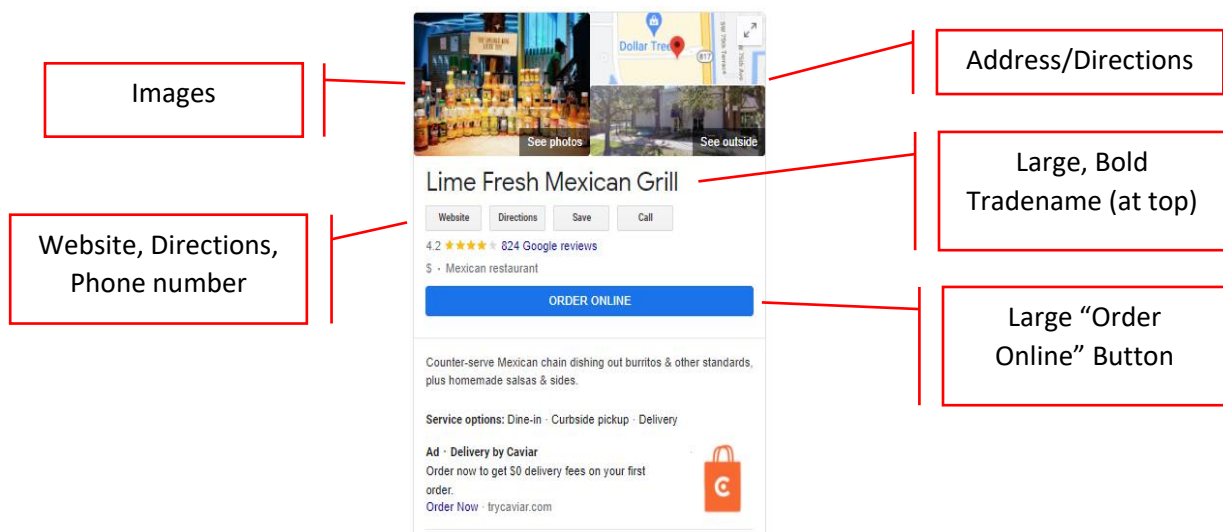 Images
Website, Directions,
Phone number
Dollar Tree
817
SW 75th Terrace
See photos
See outside
Lime Fresh Mexican Grill
Website
Directions
Save
Call
4.2 ★★★★★ 824 Google reviews
$ · Mexican restaurant
ORDER ONLINE
Counter-serve Mexican chain dishing out burritos & other standards,
plus homemade salsas & sides.
Service options: Dine-in · Curbside pickup · Delivery
Ad · Delivery by Caviar
Order now to get $0 delivery fees on your first
order.
Order Now · trycaviar.com
Address/Directions
Large, Bold
Tradename (at top)
Large “Order
Online” Button